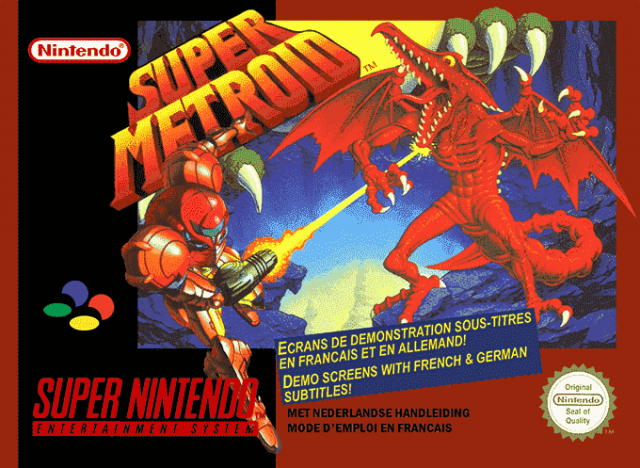 Nintendo®
SUPER
METROID™
ECRANS DE DEMONSTRATION SOUS-TITRES
EN FRANCAIS ET EN ALLEMAND!
DEMO SCREENS WITH FRENCH & GERMAN
SUBTITLES!
SUPER NINTENDO
ENTERTAINMENT SYSTEM
MET NEDERLANDSE HANDLEIDING
MODE D'EMPLOI EN FRANCAIS
Original
Nintendo
Seal of
Quality
TM